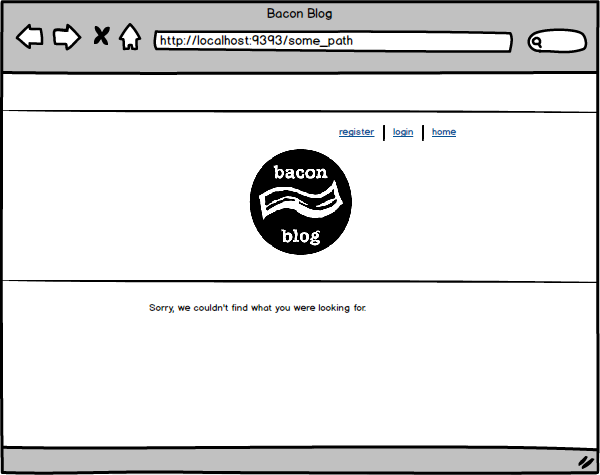 Bacon Blog
http://localhost:9393/some_path
register | login | home
bacon
blog
Sorry, we couldn't find what you were looking for.